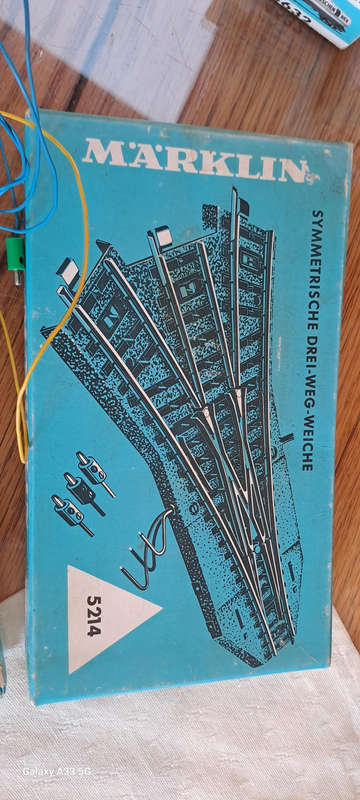 MÄRKLIN
SYMMETRISCHE DREI-WEG-WEICHE
5214
Galaxy A33 5G